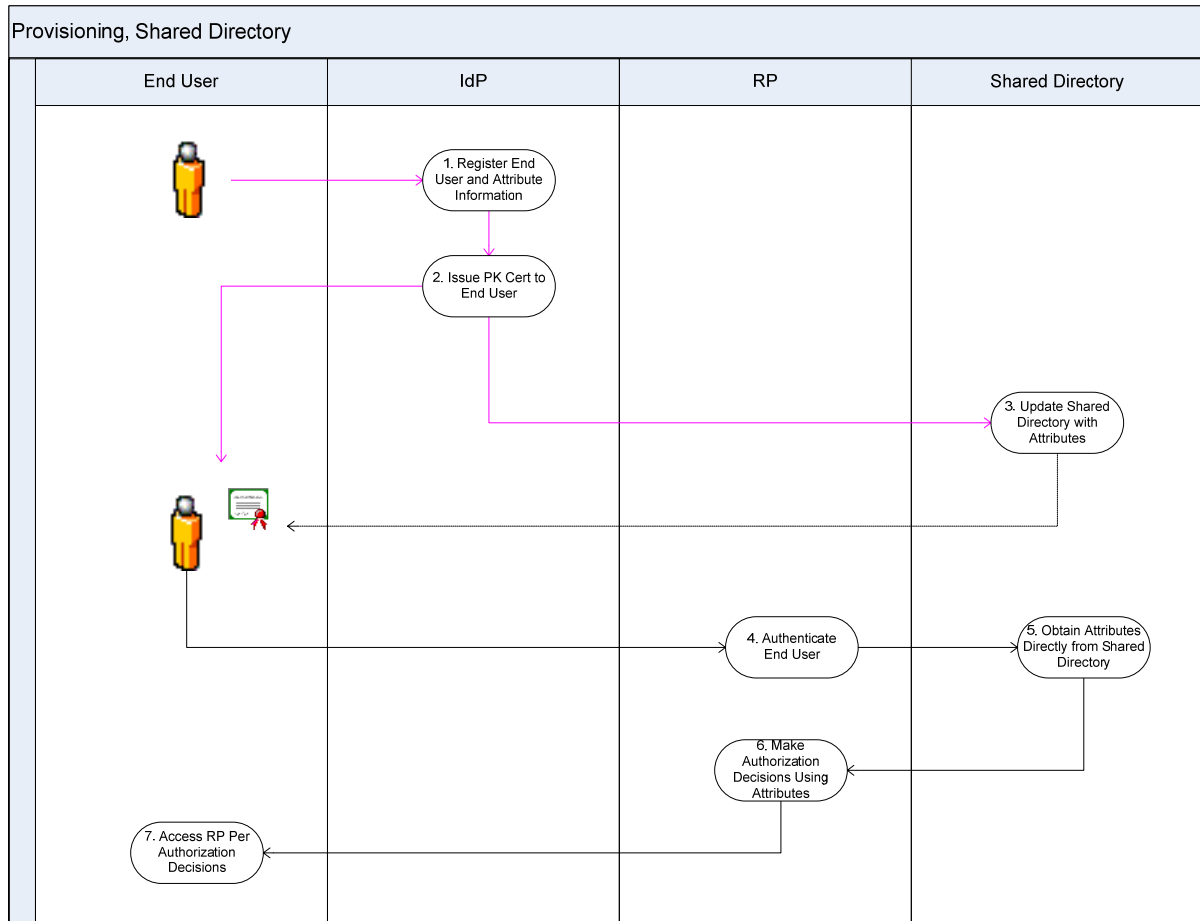 Provisioning, Shared Directory
End User
IdP
RP
Shared Directory
1. Register End
User and Attribute
Information
2. Issue PK Cert to
End User
3. Update Shared
Directory with
Attributes
4. Authenticate
End User
5. Obtain Attributes
Directly from Shared
Directory
6. Make
Authorization
Decisions Using
Attributes
7. Access RP Per
Authorization
Decisions